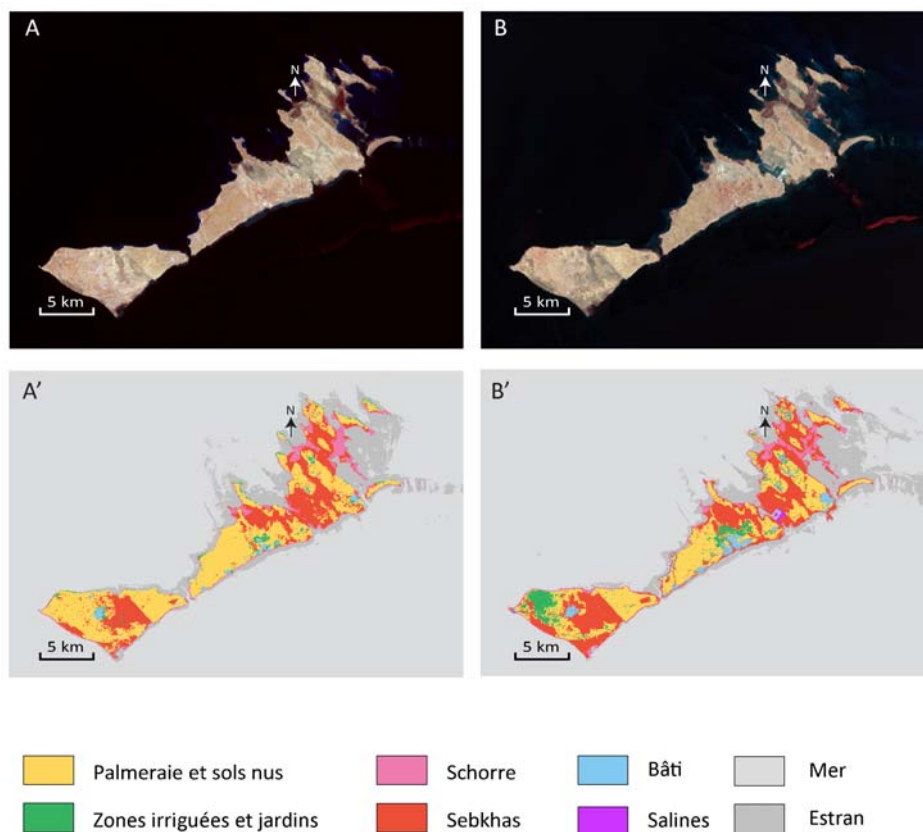 A
B
N
N
5 km
5 km
A'
B'
N
N
5 km
5 km
Palmeraie et sols nus
Schorre
Bâti
Mer
Zones irriguées et jardins
Sebkhas
Salines
Estran